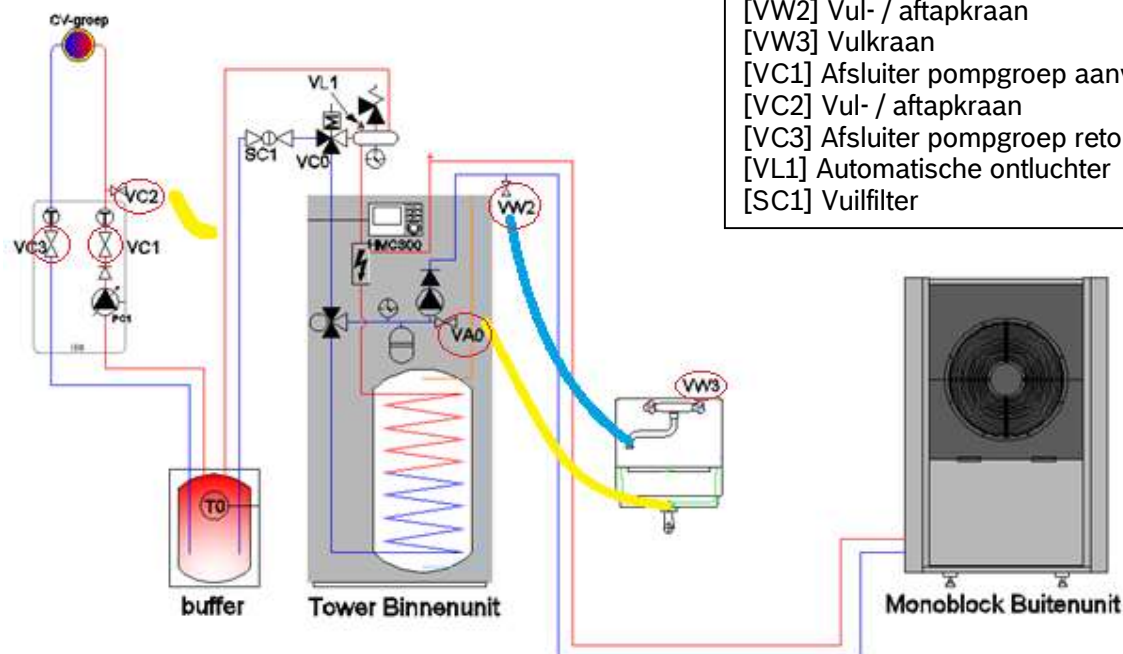 [VW2] Vul- / aftapkraan
[VW3] Vulkraan
[VC1] Afsluiter pompgroep aanv
[VC2] Vul- / aftapkraan
[VC3] Afsluiter pompgroep reto
[VL1] Automatische ontluchter
[SC1] Vuilfilter
CV-groep
VL1
M
SC1
VC0
VC2
VW2
T
T
VC3
VC1
HMC300
PC1
VA0
VW3
T0
buffer
Tower Binnenunit
Monoblock Buitenunit